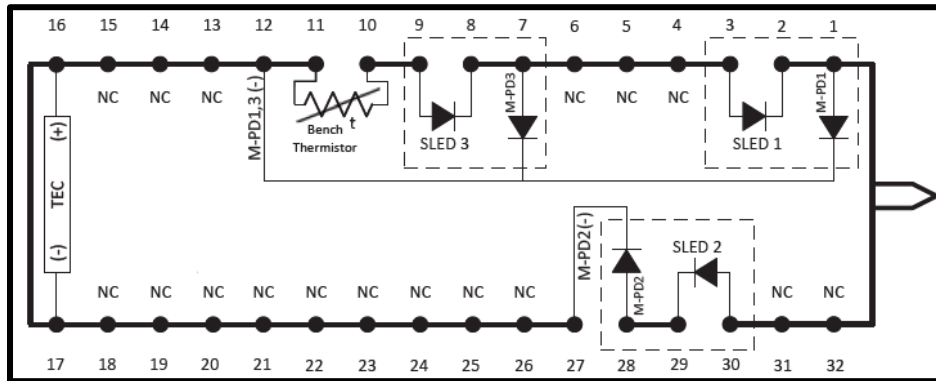 16 15 14 13 12 11 10 9 8 7 6 5 4 3 2 1
NC NC NC NC NC NC
M-PD1,3 (-)
Bench t
Thermistor
SLED 3
M-PD3
SLED 1
M-PD1
(+)
TEC
(-)
M-PD2 (-)
M-PD2
SLED 2
NC NC NC NC NC NC NC NC NC NC NC
17 18 19 20 21 22 23 24 25 26 27 28 29 30 31 32